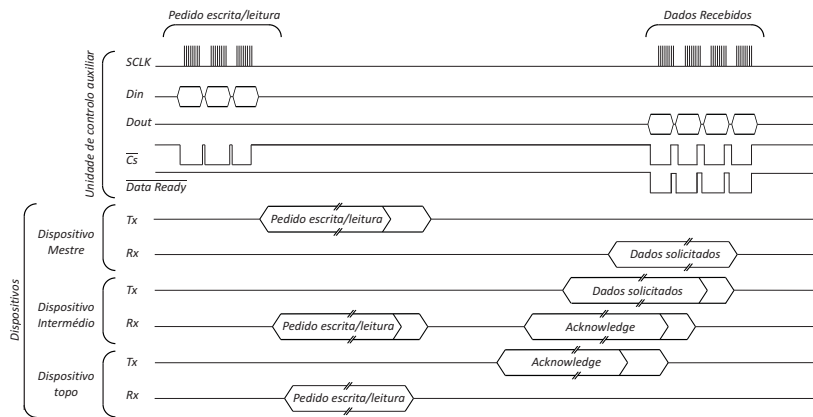 Pedido escrita/leitura
Dados Recebidos
Unidade de controlo auxiliar
SCLK
Din
Dout
Cs
Data Ready
Dispositivos
Dispositivo
Mestre
Tx
Pedido escrita/leitura
Rx
Dados solicitados
Dispositivo
Intermédio
Tx
Dados solicitados
Rx
Pedido escrita/leitura
Acknowledge
Dispositivo
topo
Tx
Acknowledge
Rx
Pedido escrita/leitura